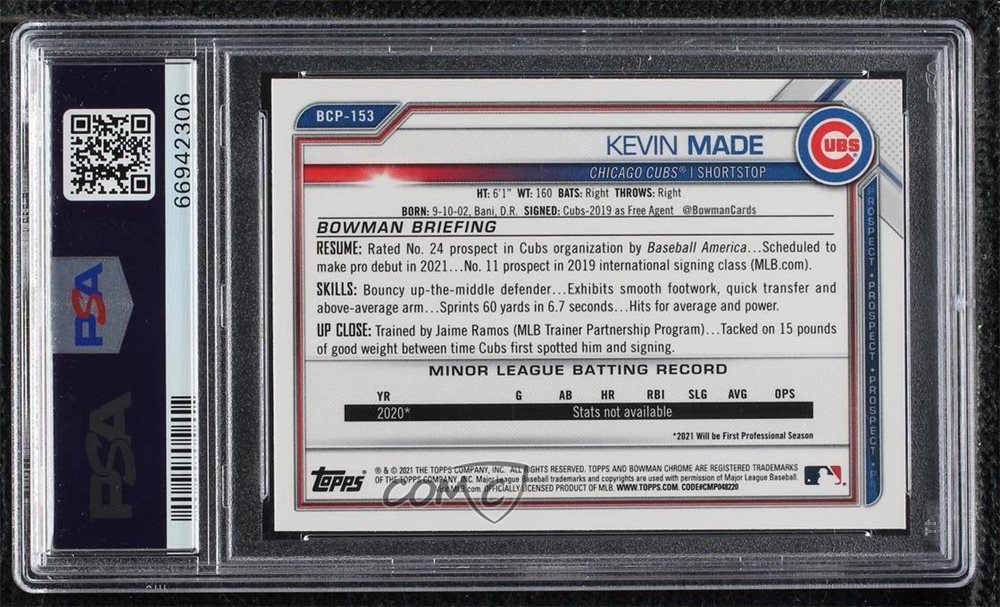 BCP-153
KEVIN MADE
CUBS
CHICAGO CUBS® | SHORTSTOP
HT: 6'1" WT: 160 BATS: Right THROWS: Right
BORN: 9-10-02, Bani, D.R. SIGNED: Cubs-2019 as Free Agent @BowmanCards
BOWMAN BRIEFING
RESUME: Rated No. 24 prospect in Cubs organization by Baseball America...Scheduled to
make pro debut in 2021...No. 11 prospect in 2019 international signing class (MLB.com).
SKILLS: Bouncy up-the-middle defender...Exhibits smooth footwork, quick transfer and
above-average arm...Sprints 60 yards in 6.7 seconds...Hits for average and power.
UP CLOSE: Trained by Jaime Ramos (MLB Trainer Partnership Program)...Tacked on 15 pounds
of good weight between time Cubs first spotted him and signing.
MINOR LEAGUE BATTING RECORD
YR G AB HR RBI SLG AVG OPS
2020* Stats not available
*2021 Will be First Professional Season
Topps
® & © 2021 THE TOPPS COMPANY, INC. ALL RIGHTS RESERVED. TOPPS AND BOWMAN CHROME ARE REGISTERED TRADEMARKS
OF THE TOPPS COMPANY, INC. Major League Baseball trademarks and copyrights are used with permission of Major League Baseball.
MLB.com. OFFICIALLY LICENSED PRODUCT OF MLB. WWW.TOPPS.COM. CODE#CMP048220
COMC
PROSPECT • PROSPECT • PROSPECT • PR
66942306
PSA
PSA